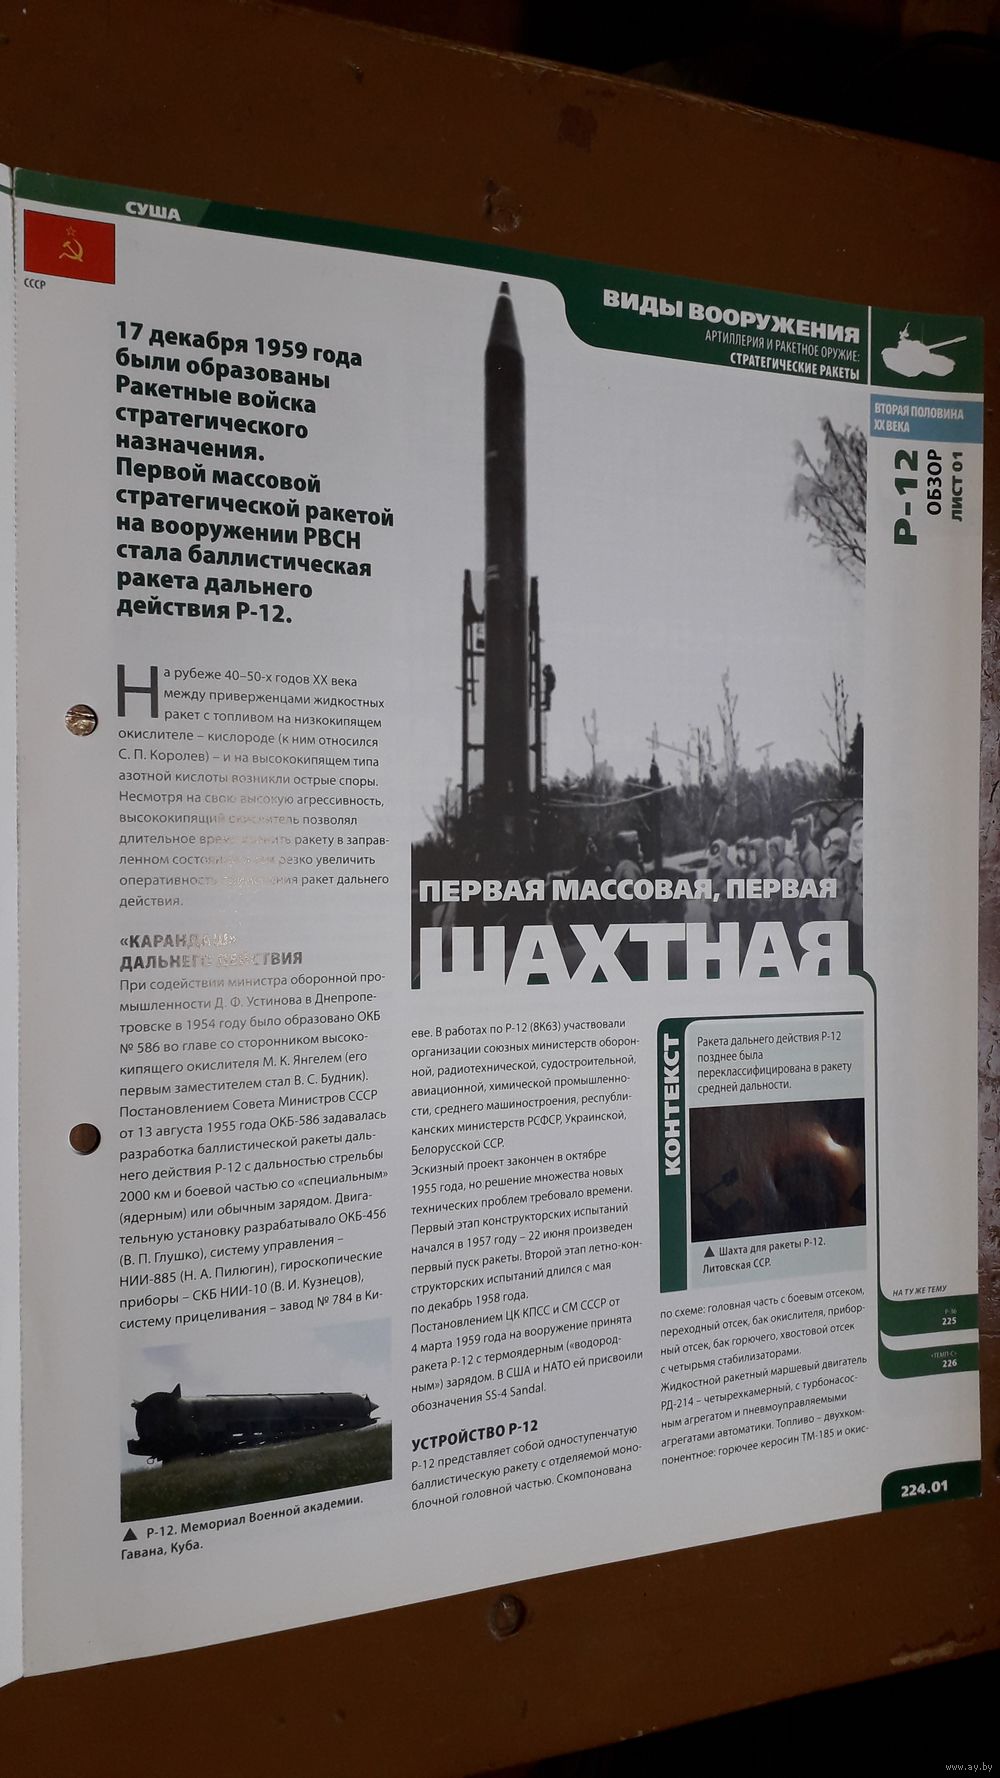 СУША
СССР
ВИДЫ ВООРУЖЕНИЯ
АРТИЛЛЕРИЯ И РАКЕТНОЕ ОРУЖИЕ:
СТРАТЕГИЧЕСКИЕ РАКЕТЫ
ВТОРАЯ ПОЛОВИНА
XX ВЕКА
Р-12
ОБЗОР
ЛИСТ 01
17 декабря 1959 года
были образованы
Ракетные войска
стратегического
назначения.
Первой массовой
стратегической ракетой
на вооружении РВСН
стала баллистическая
ракета дальнего
действия Р-12.
На рубеже 40–50-х годов XX века
между приверженцами жидкостных
ракет с топливом на низкокипящем
окислителе – кислороде (к ним относился
С. П. Королев) – и на высококипящем типа
азотной кислоты возникли острые споры.
Несмотря на свою высокую агрессивность,
высококипящий окислитель позволял
длительное время хранить ракету в заправ-
ленном резко увеличить
оперативность ракет дальнего
действия.
ПЕРВАЯ МАССОВАЯ, ПЕРВАЯ
ШАХТНАЯ
«КАРАНДАШ»
ДАЛЬНЕГО ДЕЙСТВИЯ
При содействии министра оборонной про-
мышленности Д. Ф. Устинова в Днепропе-
тровске в 1954 году было образовано ОКБ
№ 586 во главе со сторонником высоко-
кипящего окислителя М. К. Янгелем (его
первым заместителем стал В. С. Будник).
Постановлением Совета Министров СССР
от 13 августа 1955 года ОКБ-586 задавалась
разработка баллистической ракеты даль-
него действия Р-12 с дальностью стрельбы
2000 км и боевой частью со «специальным»
(ядерным) или обычным зарядом. Двига-
тельную установку разрабатывало ОКБ-456
(В. П. Глушко), систему управления –
НИИ-885 (Н. А. Пилюгин), гироскопические
приборы – СКБ НИИ-10 (В. И. Кузнецов),
систему прицеливания – завод № 784 в Ки-
▲ Р-12. Мемориал Военной академии.
Гавана, Куба.
еве. В работах по Р-12 (8К63) участвовали
организации союзных министерств оборон-
ной, радиотехнической, судостроительной,
авиационной, химической промышленно-
сти, среднего машиностроения, республи-
канских министерств РСФСР, Украинской,
Белорусской ССР.
Эскизный проект закончен в октябре
1955 года, но решение множества новых
технических проблем требовало времени.
Первый этап конструкторских испытаний
начался в 1957 году – 22 июня произведен
первый пуск ракеты. Второй этап летно-кон-
структорских испытаний длился с мая
по декабрь 1958 года.
Постановлением ЦК КПСС и СМ СССР от
4 марта 1959 года на вооружение принята
ракета Р-12 с термоядерным («водород-
ным») зарядом. В США и НАТО ей присвоили
обозначения SS-4 Sandal.
УСТРОЙСТВО Р-12
Р-12 представляет собой одноступенчатую
баллистическую ракету с отделяемой моно-
блочной головной частью. Скомпонована
КОНТЕКСТ
Ракета дальнего действия Р-12
позднее была
переклассифицирована в ракету
средней дальности.
▲ Шахта для ракеты Р-12.
Литовская ССР.
по схеме: головная часть с боевым отсеком,
переходный отсек, бак окислителя, прибор-
ный отсек, бак горючего, хвостовой отсек
с четырьмя стабилизаторами.
Жидкостной ракетный маршевый двигатель
РД-214 – четырехкамерный, с турбонасос-
ным агрегатом и пневмоуправляемыми
агрегатами автоматики. Топливо – двухком-
понентное: горючее керосин ТМ-185 и окис-
НА ТУ ЖЕ ТЕМУ
225
«ТЕМП-С»
226
224.01
www.ay.by